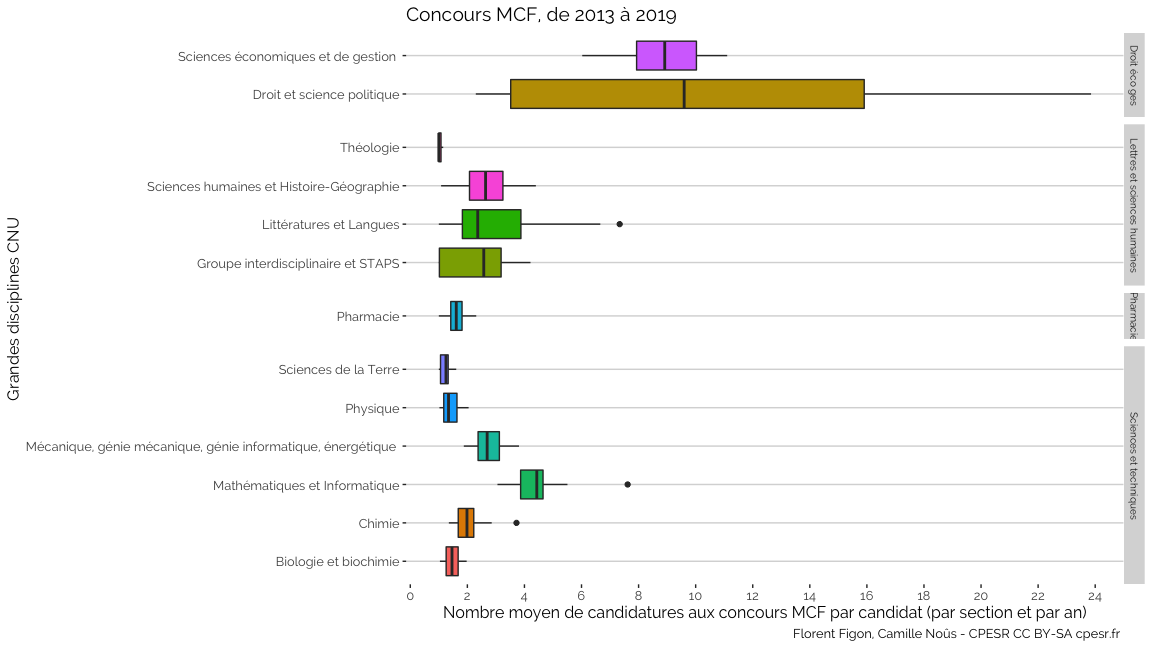 Concours MCF, de 2013 à 2019
Grandes disciplines CNU
Sciences économiques et de gestion
Droit et science politique
Droit éco ges
Théologie
Sciences humaines et Histoire-Géographie
Littératures et Langues
Groupe interdisciplinaire et STAPS
Lettres et sciences humaines
Pharmacie
Pharmacie
Sciences de la Terre
Physique
Mécanique, génie mécanique, génie informatique, énergétique
Mathématiques et Informatique
Chimie
Biologie et biochimie
Sciences et techniques
0 2 4 6 8 10 12 14 16 18 20 22 24
Nombre moyen de candidatures aux concours MCF par candidat (par section et par an)
Florent Figon, Camille Noûs - CPESR CC BY-SA cpesr.fr